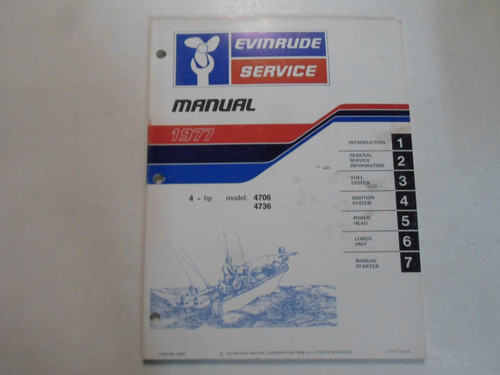 EVINRUDE
SERVICE
MANUAL
1977
4 - hp model: 4706
4736
INTRODUCTION 1
GENERAL
SERVICE
INFORMATION 2
FUEL
SYSTEM 3
IGNITION
SYSTEM 4
POWER
HEAD 5
LOWER
UNIT 6
MANUAL
STARTER 7